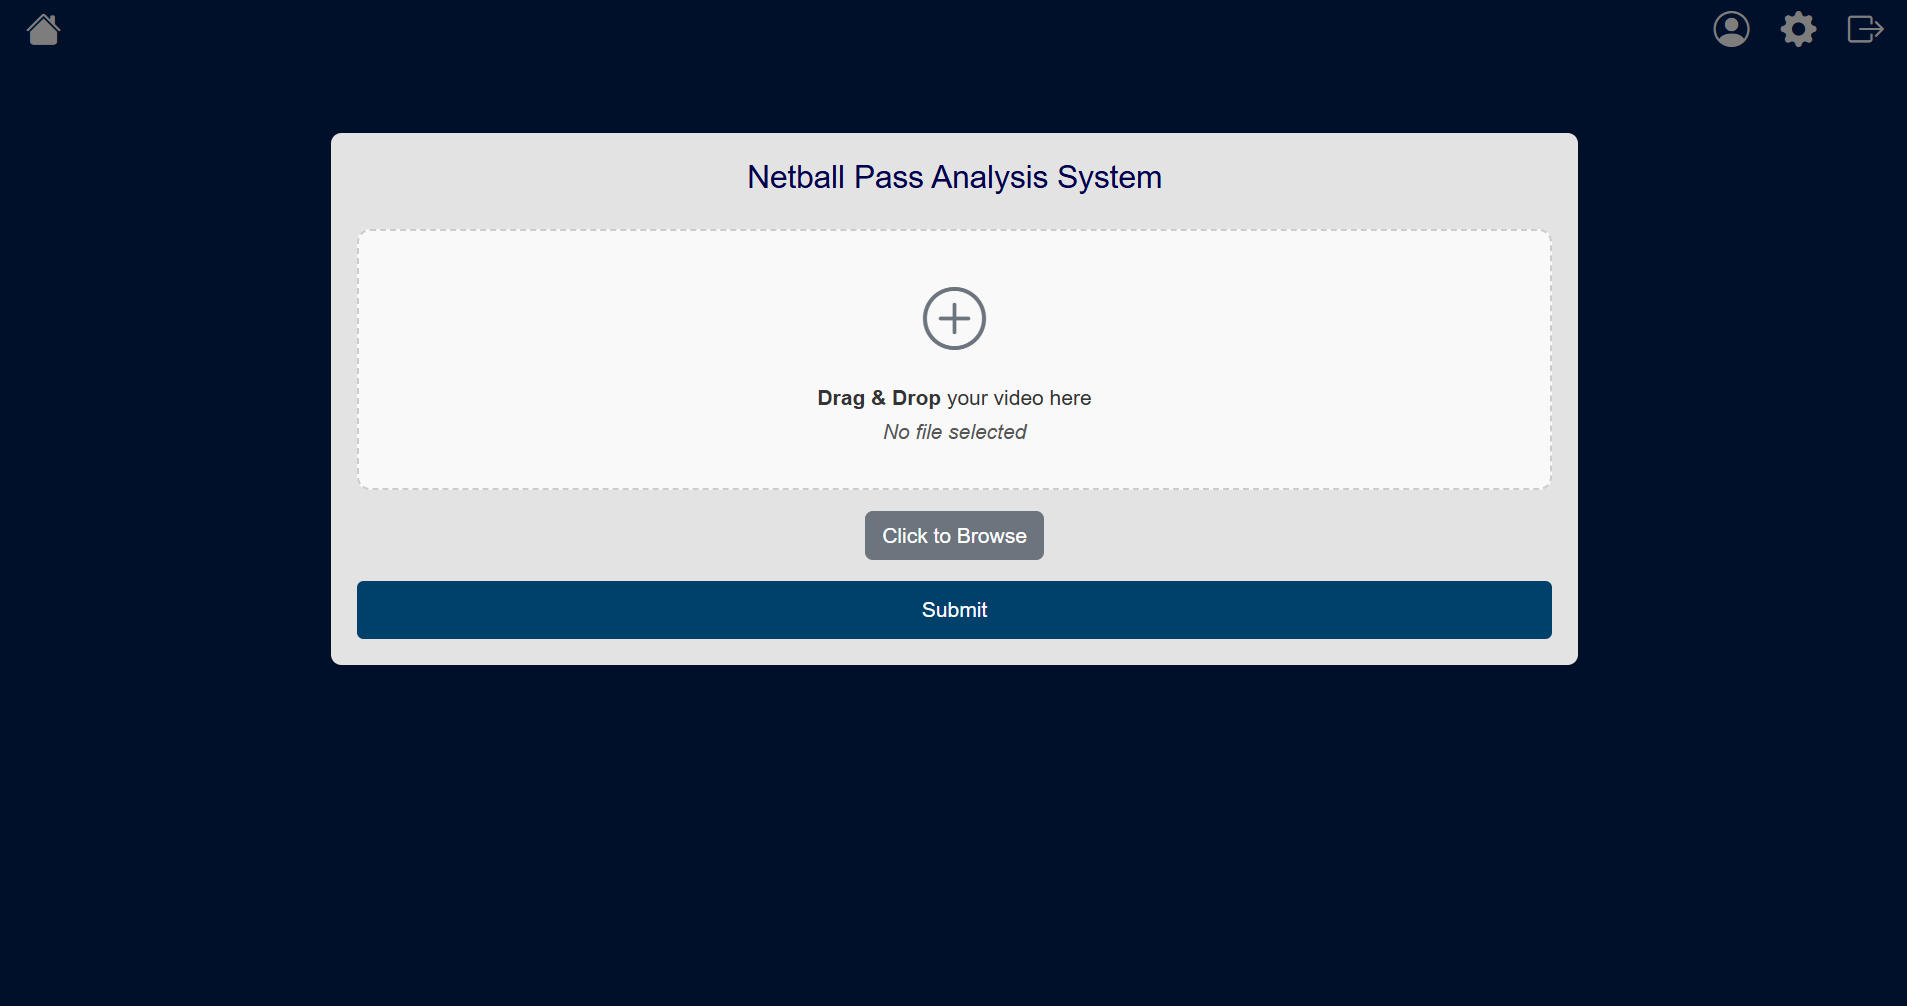 Netball Pass Analysis System
Drag & Drop your video here
No file selected
Click to Browse
Submit